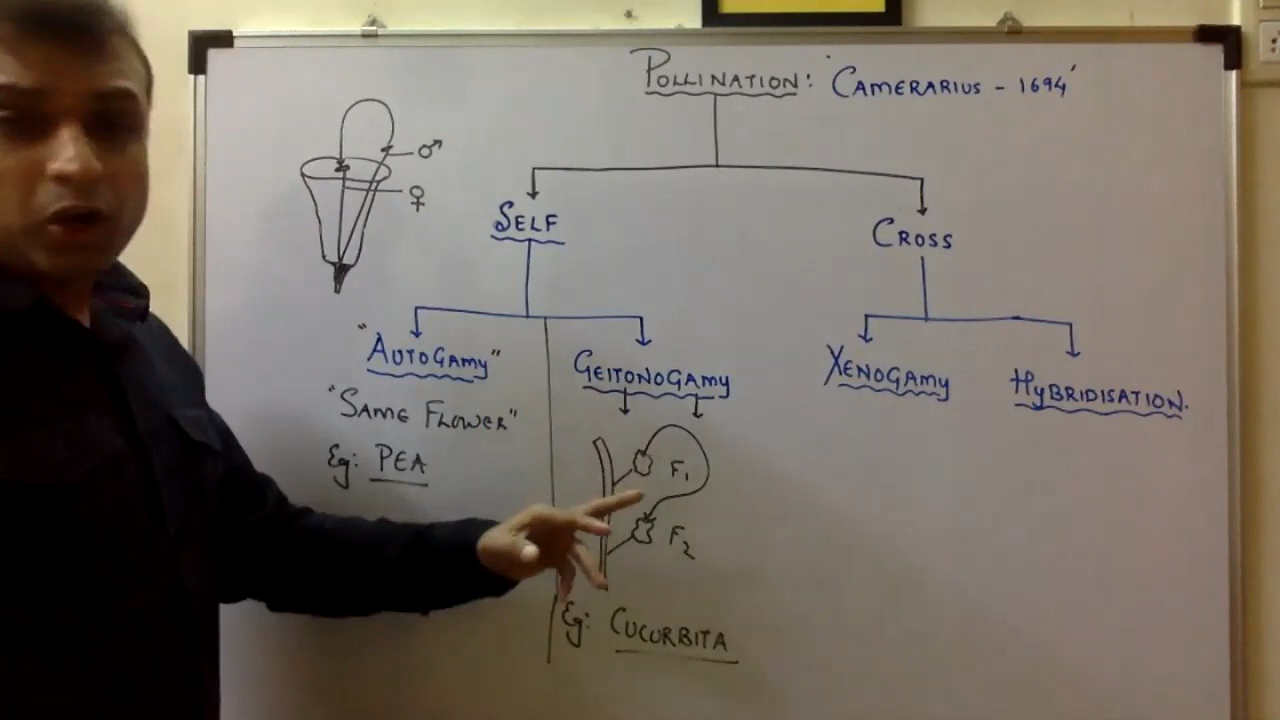 POLLINATION: 'CAMERARIUS - 1694'
♂
♀
SELF
CROSS
"AUTOGAMY"
GEITONOGAMY
XENOGAMY
HYBRIDISATION.
"SAME FLOWER"
Eg: PEA
F1
F2
Eg: CUCURBITA